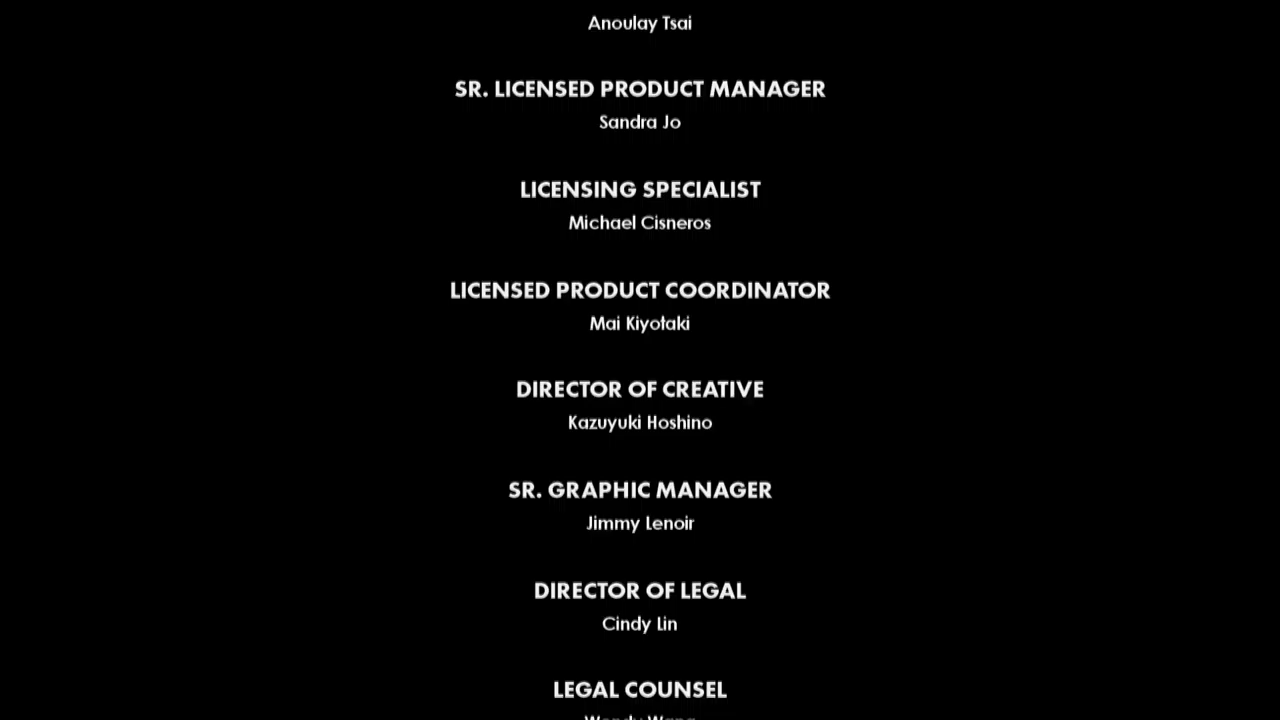 Anoulay Tsai
SR. LICENSED PRODUCT MANAGER
Sandra Jo
LICENSING SPECIALIST
Michael Cisneros
LICENSED PRODUCT COORDINATOR
Mai Kiyotaki
DIRECTOR OF CREATIVE
Kazuyuki Hoshino
SR. GRAPHIC MANAGER
Jimmy Lenoir
DIRECTOR OF LEGAL
Cindy Lin
LEGAL COUNSEL